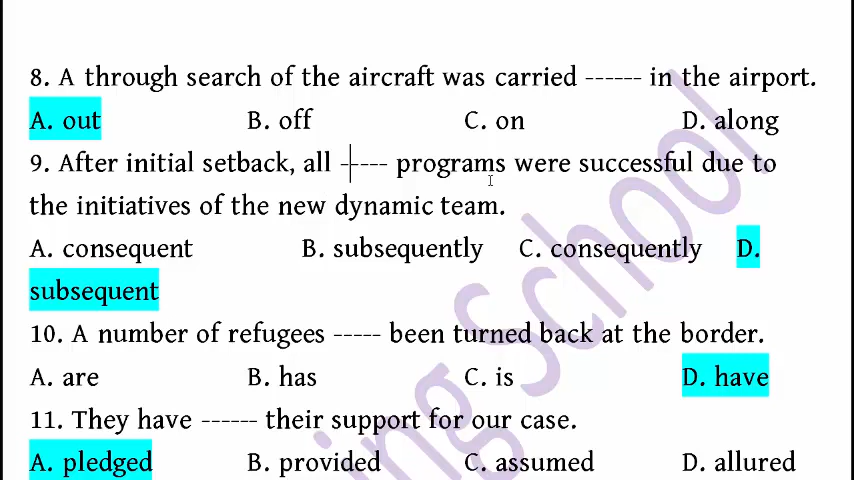 8. A through search of the aircraft was carried ------ in the airport.
A. out B. off C. on D. along
9. After initial setback, all ----- programs were successful due to
the initiatives of the new dynamic team.
A. consequent B. subsequently C. consequently D.
subsequent
10. A number of refugees ----- been turned back at the border.
A. are B. has C. is D. have
11. They have ------ their support for our case.
A. pledged B. provided C. assumed D. allured
ing School